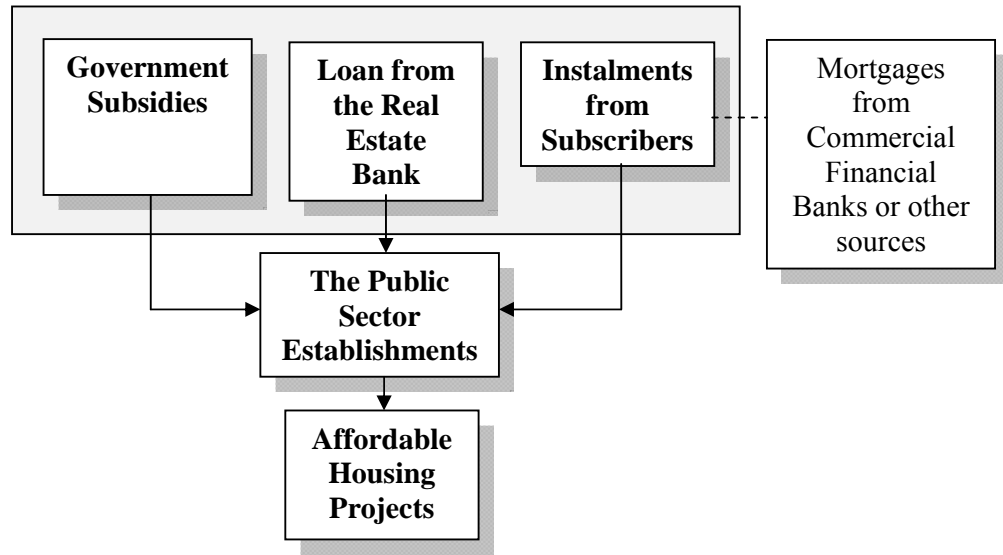 Government
Subsidies
Loan from
the Real
Estate
Bank
Instalments
from
Subscribers
Mortgages
from
Commercial
Financial
Banks or other
sources
The Public
Sector
Establishments
Affordable
Housing
Projects